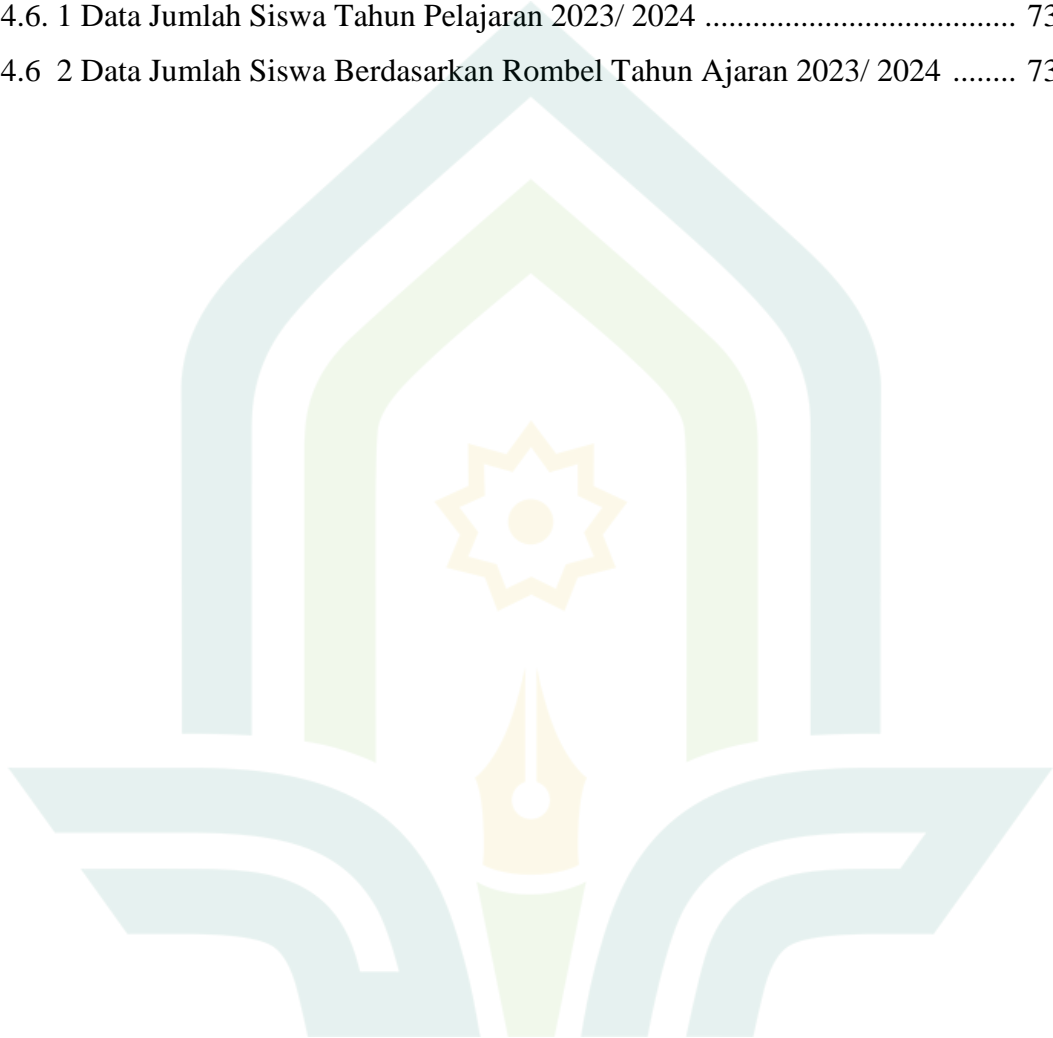 4.6. 1 Data Jumlah Siswa Tahun Pelajaran 2023/ 2024 ....................................... 73
4.6  2 Data Jumlah Siswa Berdasarkan Rombel Tahun Ajaran 2023/ 2024 ........ 73